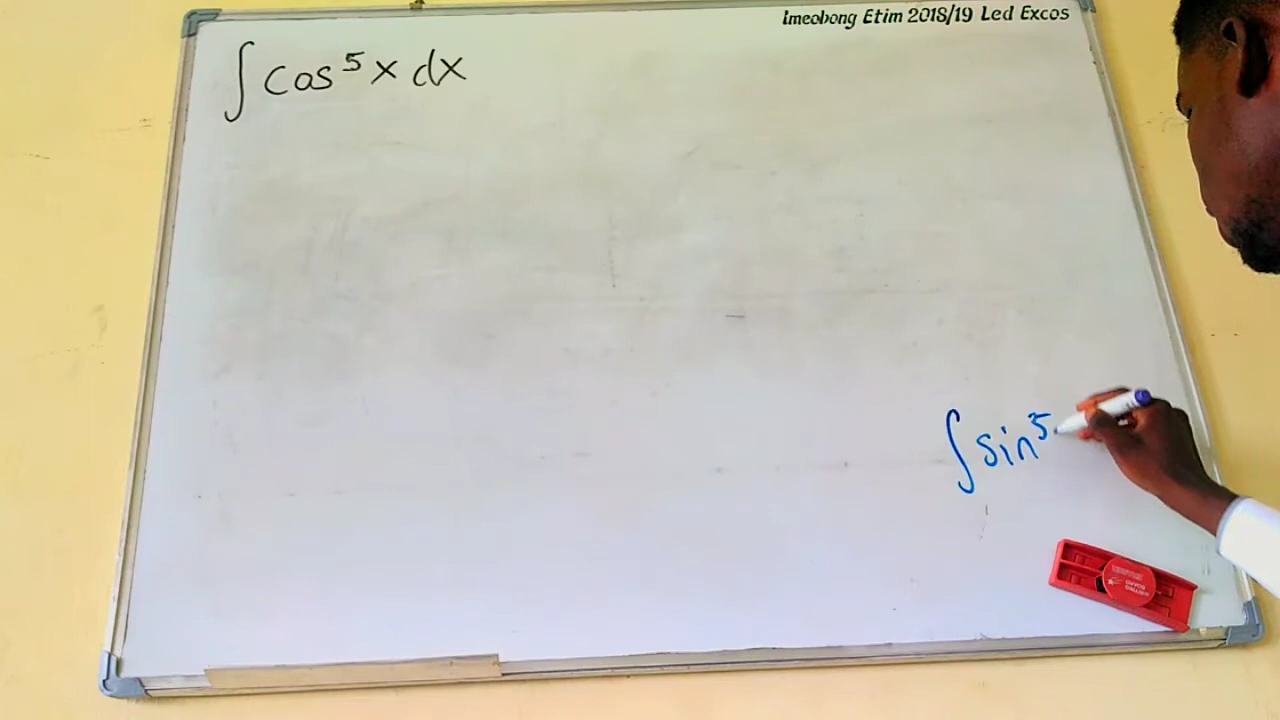 Imeobong Etim 2018/19 Led Excos
∫ Cos⁵ x dx
∫ sin⁵